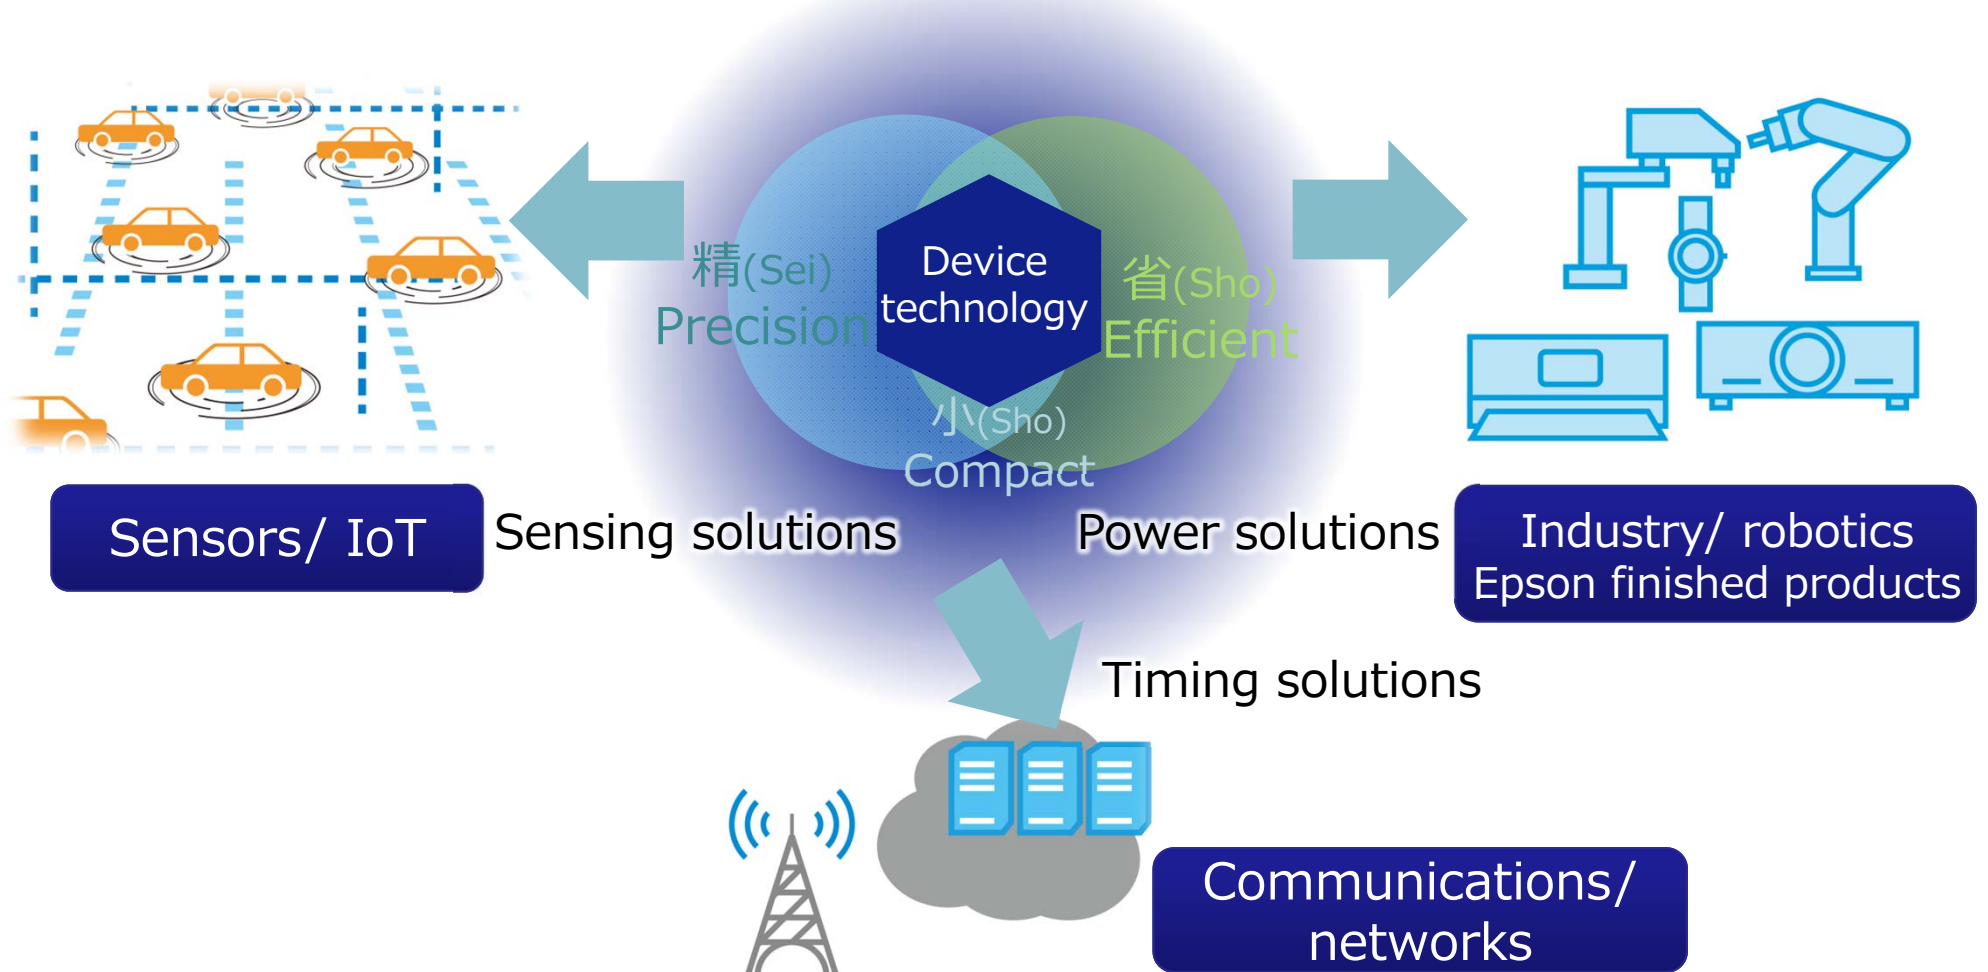 Device
technology
精(Sei)
Precision
省(Sho)
Efficient
小(Sho)
Compact
Sensors/ IoT
Sensing solutions
Power solutions
Industry/ robotics
Epson finished products
Timing solutions
Communications/
networks